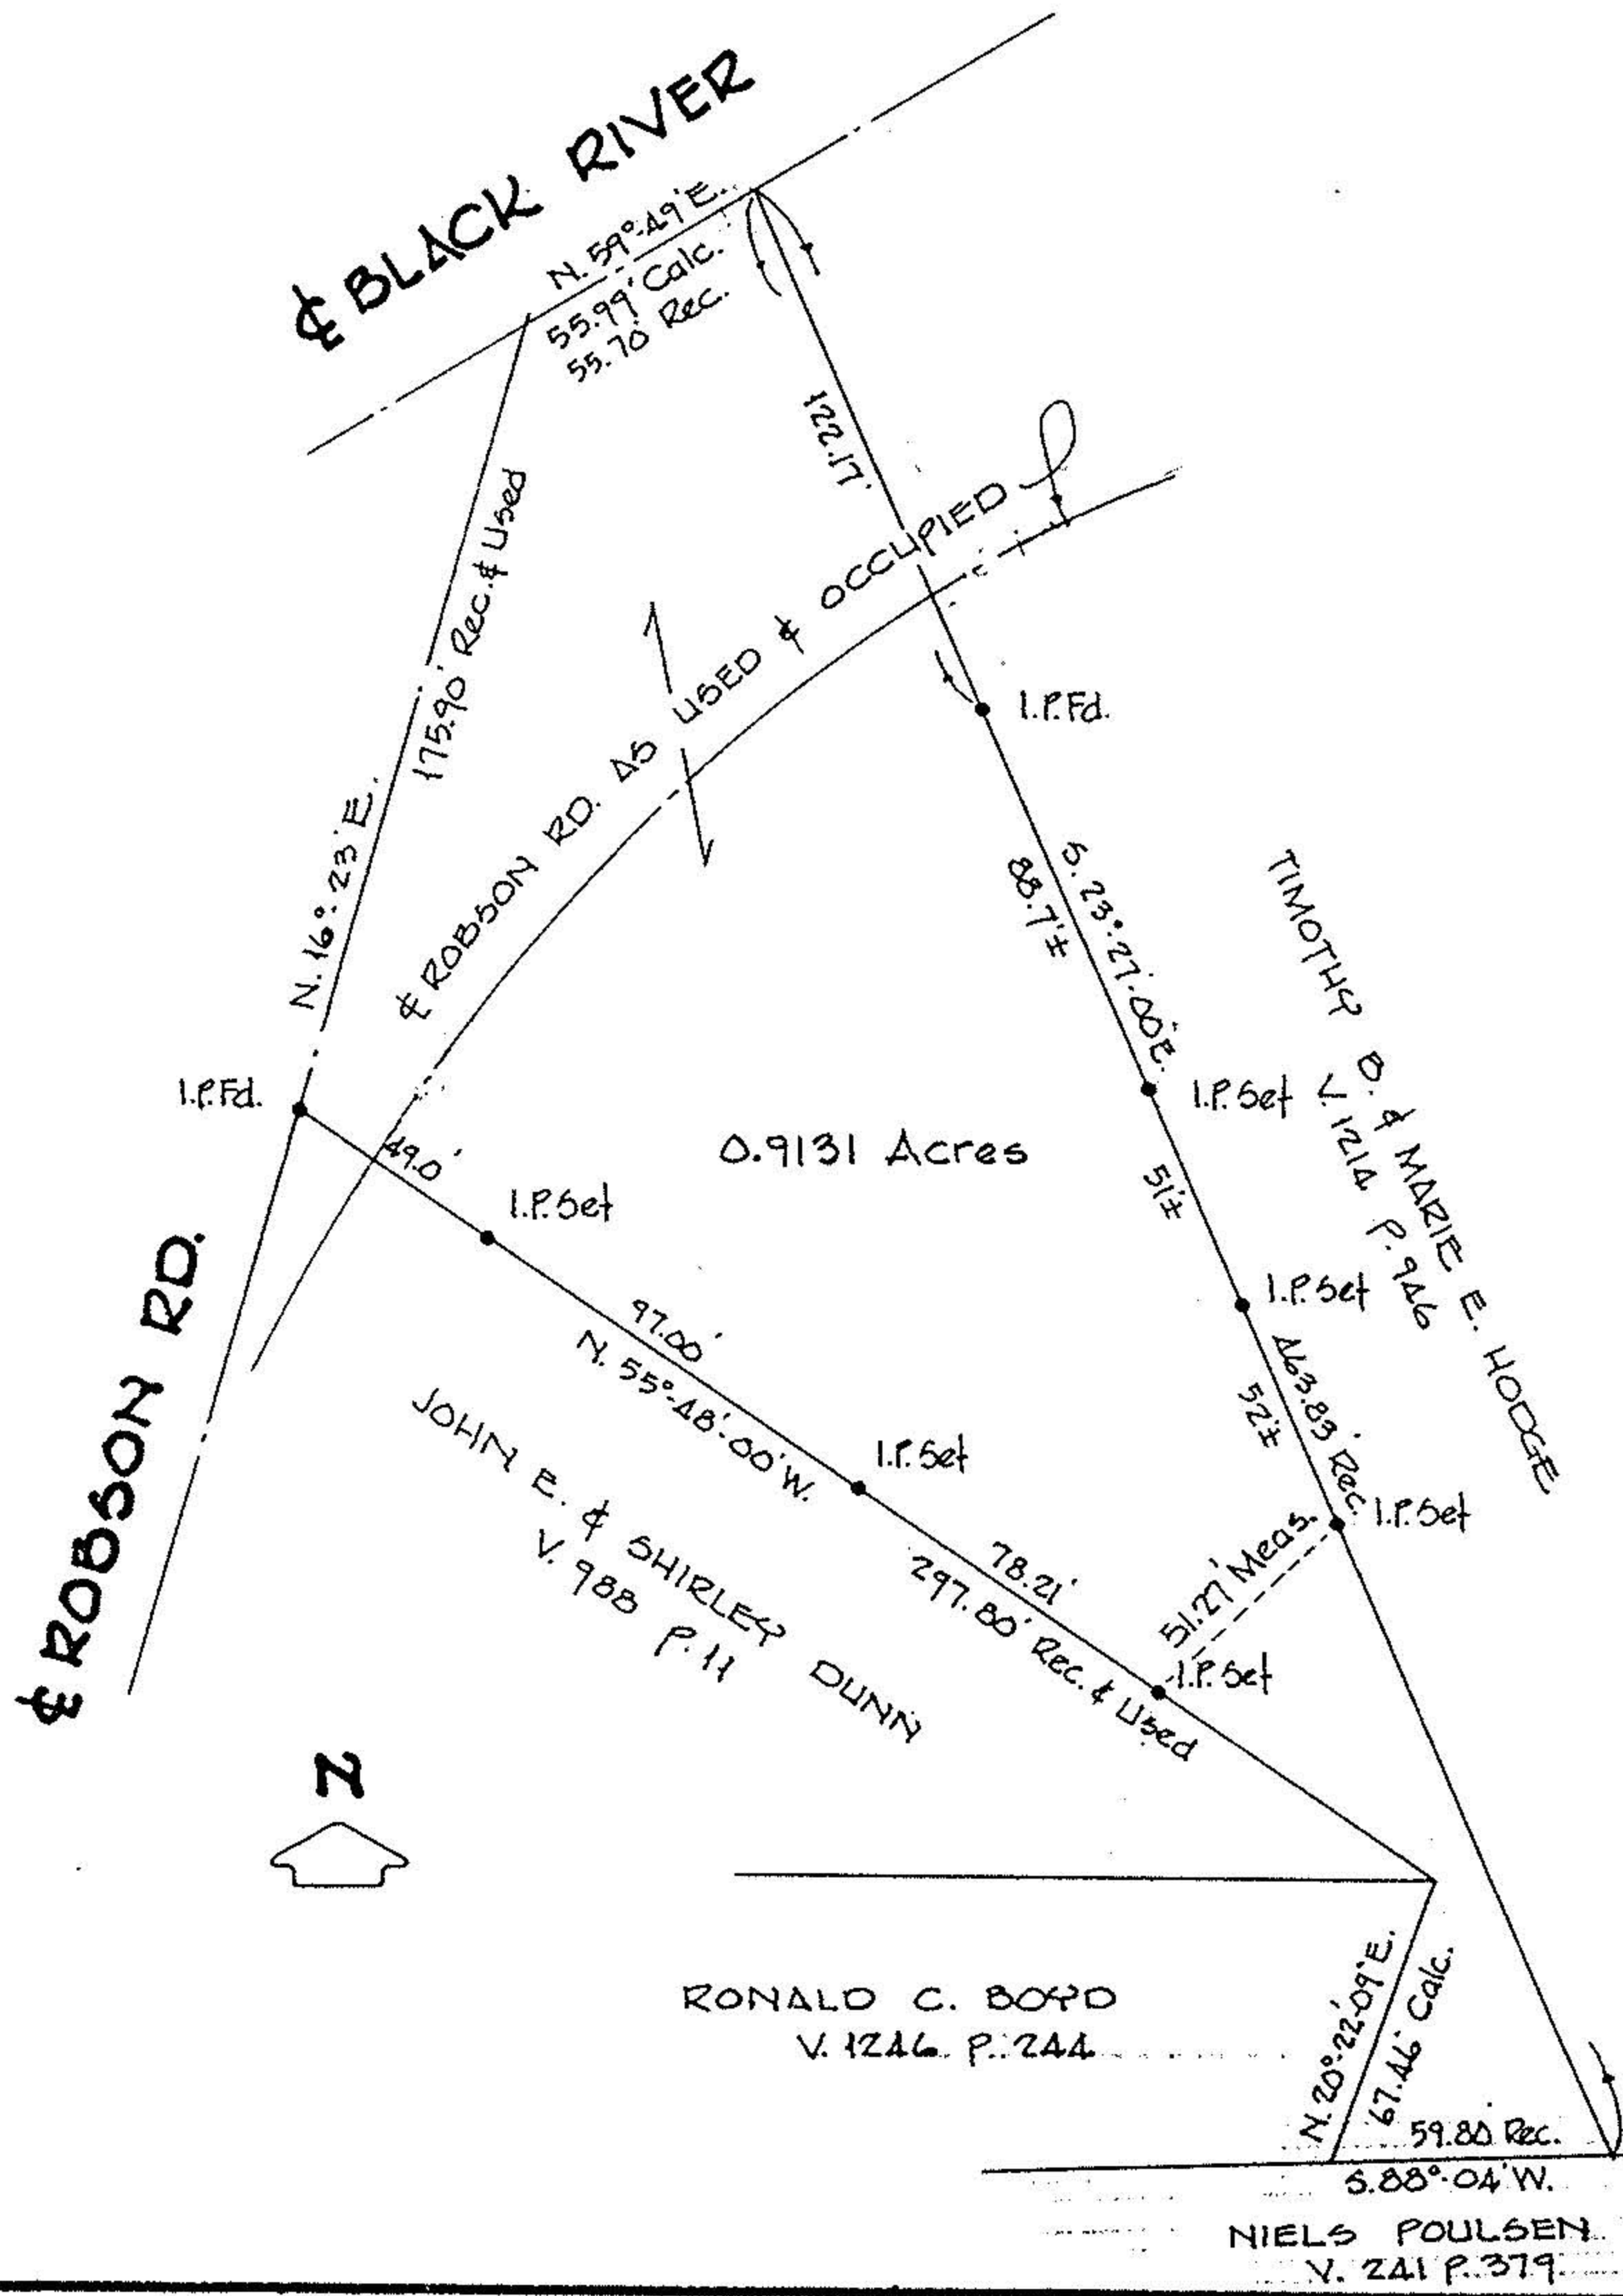 ℄ BLACK RIVER
N. 59°-49' E.
55.99' Calc.
55.70' Rec.
122.17'
175.90' Rec. & Used
N. 16°-23' E.
℄ ROBSON RD. AS USED & OCCUPIED
I.P. Fd.
S. 23°-27'-00" E.
88.7'±
TIMOTHY B. & MARIE E. HODGE
V. 1214 P. 946
I.P. Fd.
I.P. Set
0.9131 Acres
49.0'
51'±
I.P. Set
℄ ROBSON RD.
I.P. Set
97.00'
N. 55°-48'-00" W.
463.83' Rec.
52'±
JOHN E. & SHIRLEY DUNN
V. 988 P. 11
I.P. Set
I.P. Set
78.21'
297.80' Rec. & Used
51.27' Meas.
I.P. Set
N
RONALD C. BOYD
V. 1246 P. 244
N. 20°-22'-09" E.
67.46' Calc.
59.80 Rec.
S. 88°-04' W.
NIELS POULSEN
V. 241 P. 379